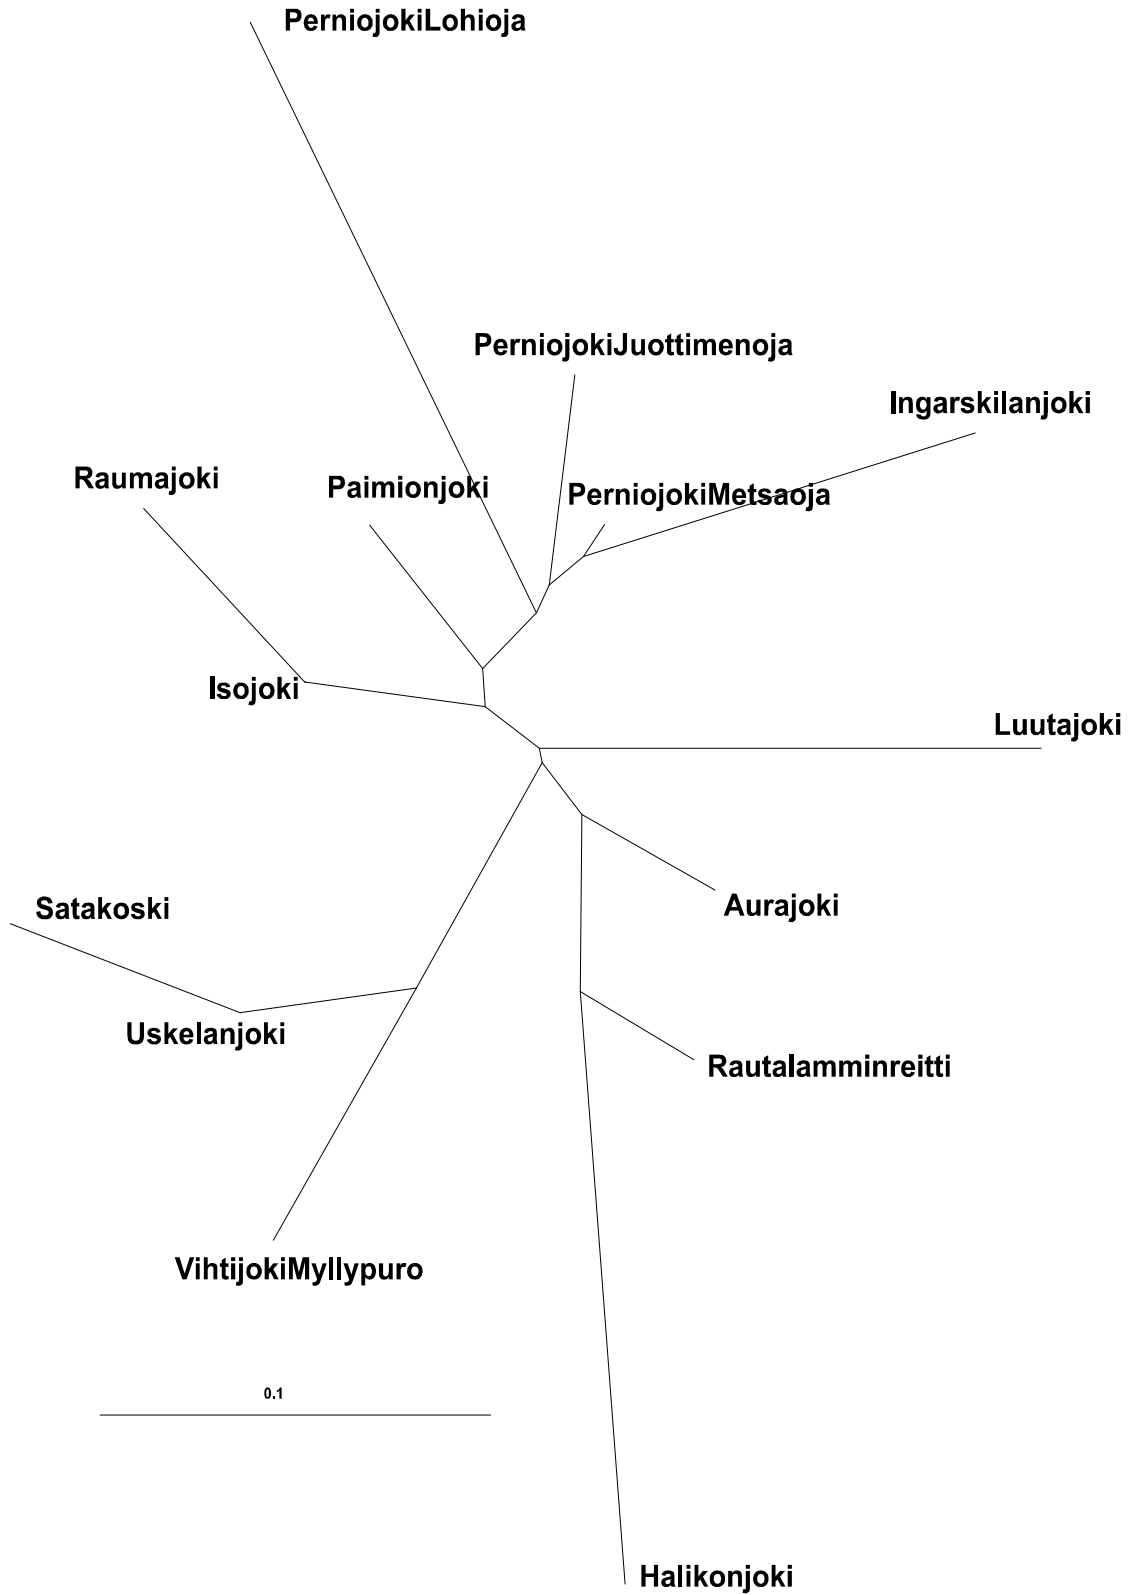 PerniojokiLohioja
PerniojokiJuottimenoja
Ingarskilanjoki
Raumajoki
Paimionjoki
PerniojokiMetsaoja
Isojoki
Luutajoki
Satakoski
Aurajoki
Uskelanjoki
Rautalamminreitti
VihtijokiMyllypuro
0.1
Halikonjoki